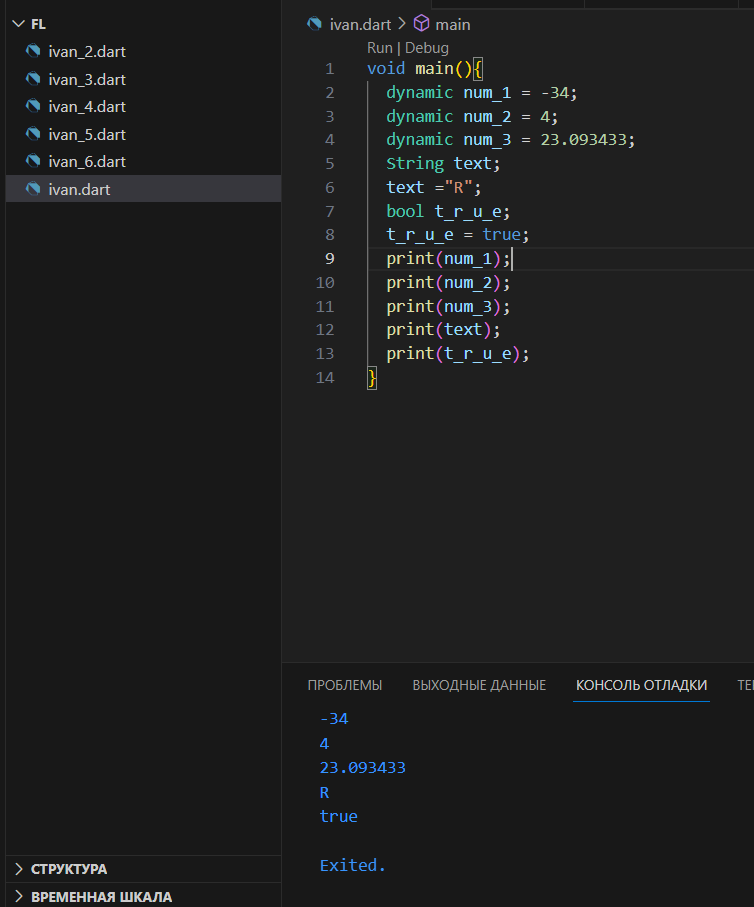 FL
ivan_2.dart
ivan_3.dart
ivan_4.dart
ivan_5.dart
ivan_6.dart
ivan.dart
СТРУКТУРА
ВРЕМЕННАЯ ШКАЛА
ivan.dart > main
Run | Debug
1 void main(){
2 dynamic num_1 = -34;
3 dynamic num_2 = 4;
4 dynamic num_3 = 23.093433;
5 String text;
6 text ="R";
7 bool t_r_u_e;
8 t_r_u_e = true;
9 print(num_1);
10 print(num_2);
11 print(num_3);
12 print(text);
13 print(t_r_u_e);
14 }
ПРОБЛЕМЫ ВЫХОДНЫЕ ДАННЫЕ КОНСОЛЬ ОТЛАДКИ
-34
4
23.093433
R
true
Exited.